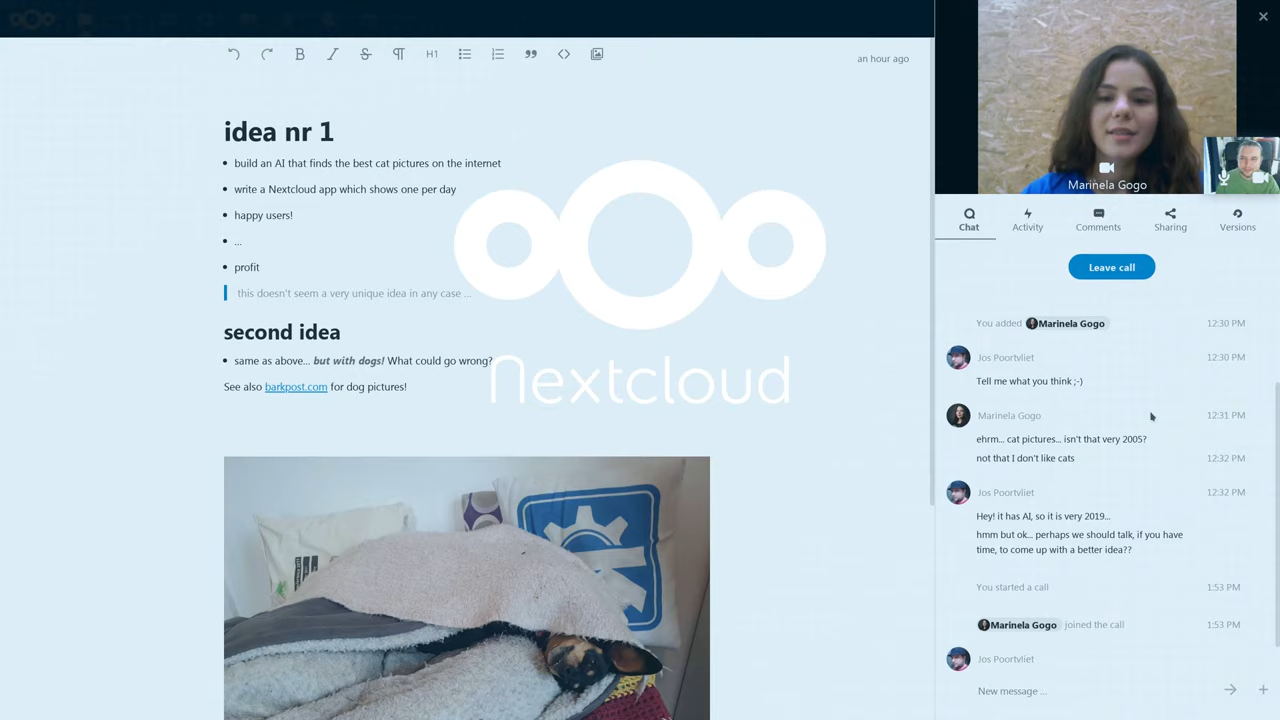 H1
an hour ago
idea nr 1
build an AI that finds the best cat pictures on the internet
write a Nextcloud app which shows one per day
happy users!
...
profit
this doesn't seem a very unique idea in any case ...
second idea
same as above... but with dogs! What could go wrong?
See also barkpost.com for dog pictures!
Nextcloud
Marinela Gogo
Chat
Activity
Comments
Sharing
Versions
Leave call
You added Marinela Gogo 12:30 PM
Jos Poortvliet 12:30 PM
Tell me what you think ;-)
Marinela Gogo 12:31 PM
ehrm... cat pictures... isn't that very 2005?
not that I don't like cats 12:32 PM
Jos Poortvliet 12:32 PM
Hey! it has AI, so it is very 2019...
hmm but ok... perhaps we should talk, if you have
time, to come up with a better idea??
You started a call 1:53 PM
Marinela Gogo joined the call 1:53 PM
Jos Poortvliet
New message ...